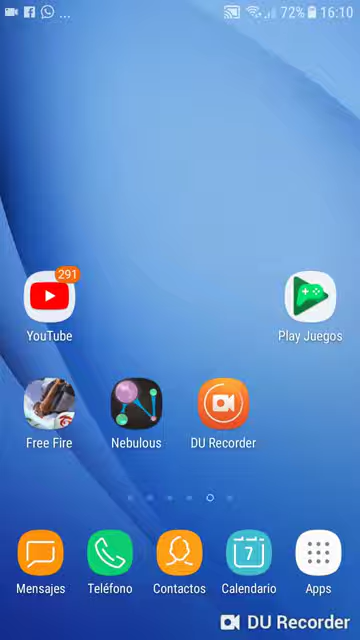 ... 72% 16:10
291
YouTube
Play Juegos
Free Fire
Nebulous
DU Recorder
7
Mensajes
Teléfono
Contactos
Calendario
Apps
DU Recorder